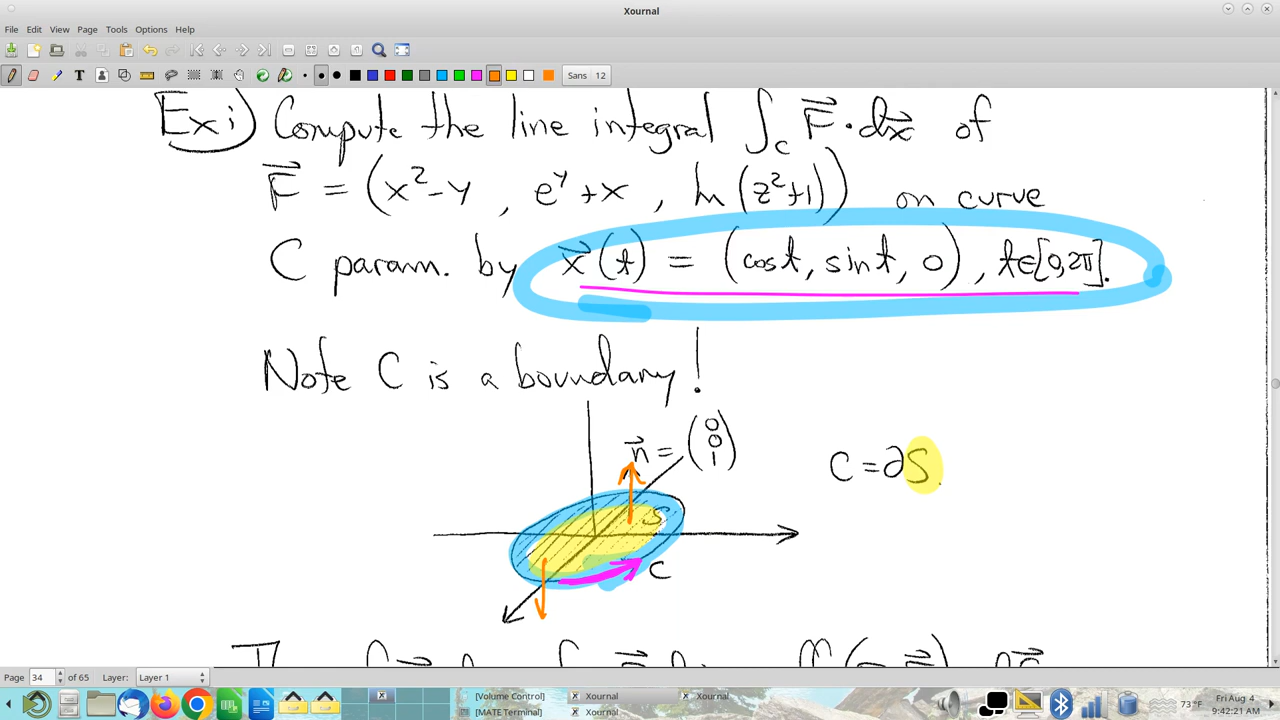 Xournal
File Edit View Page Tools Options Help
T Sans 12
Ex:) Compute the line integral ∫_C F⃗·dx⃗ of
F⃗ = (x²-y , e^y+x , ln(z²+1)) on curve
C param. by x⃗(t) = (cost, sint, 0), t∈[0,2π].
Note C is a boundary!
n⃗ = (0 0 1)
C = ∂S.
S
C
Page 34 of 65 Layer: Layer 1
[Volume Control] Xournal Xournal
[MATE Terminal] Xournal
73°F
Fri Aug 4
9:42:21 AM